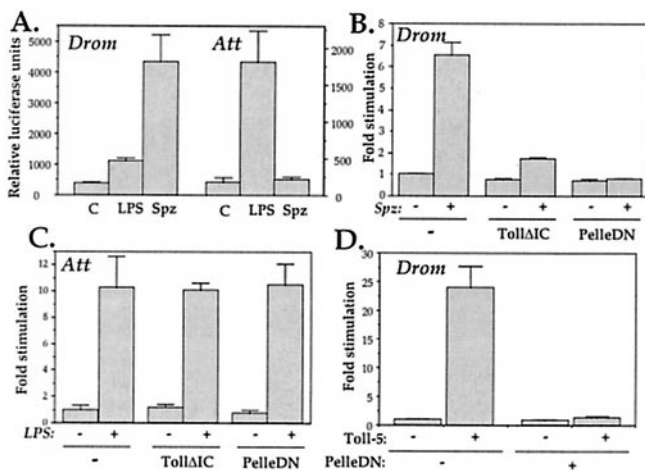 A.
Drom
Att
Relative luciferase units
5000
4000
3000
2000
1000
0
2000
1500
1000
500
0
C LPS Spz C LPS Spz
B.
Drom
Fold stimulation
8
7
6
5
4
3
2
1
0
Spz: - + - + - +
- TollΔIC PelleDN
C.
Att
Fold stimulation
12
10
8
6
4
2
0
LPS: - + - + - +
- TollΔIC PelleDN
D.
Drom
Fold stimulation
30
25
20
15
10
5
0
Toll-5: - + - +
PelleDN: - +